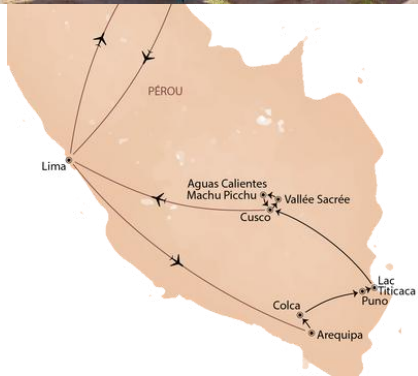 PÉROU
Lima
Aguas Calientes
Machu Picchu
Vallée Sacrée
Cusco
Lac
Titicaca
Puno
Colca
Arequipa